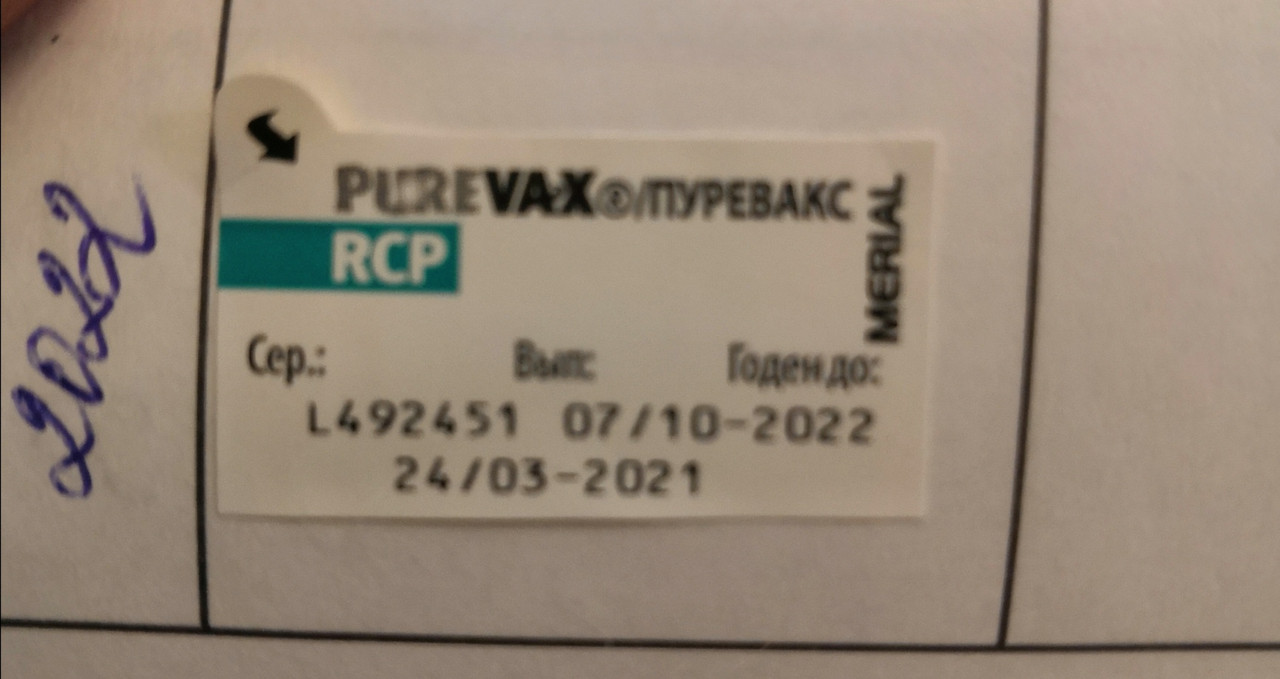 2022
PUREVAX®/ПУРЕВАКС
MERIAL
RCP
Сер.: Вып: Годен до:
L492451 07/10-2022
24/03-2021